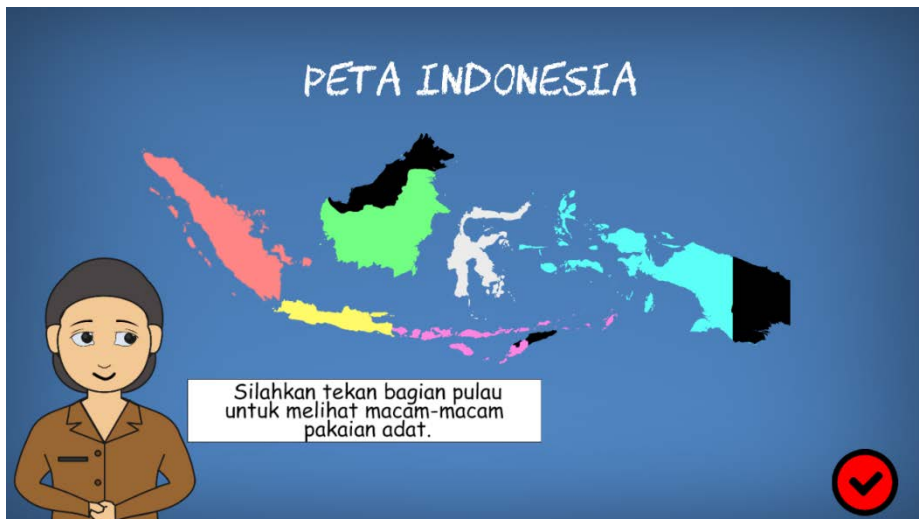 PETA INDONESIA
Silahkan tekan bagian pulau
untuk melihat macam-macam
pakaian adat.